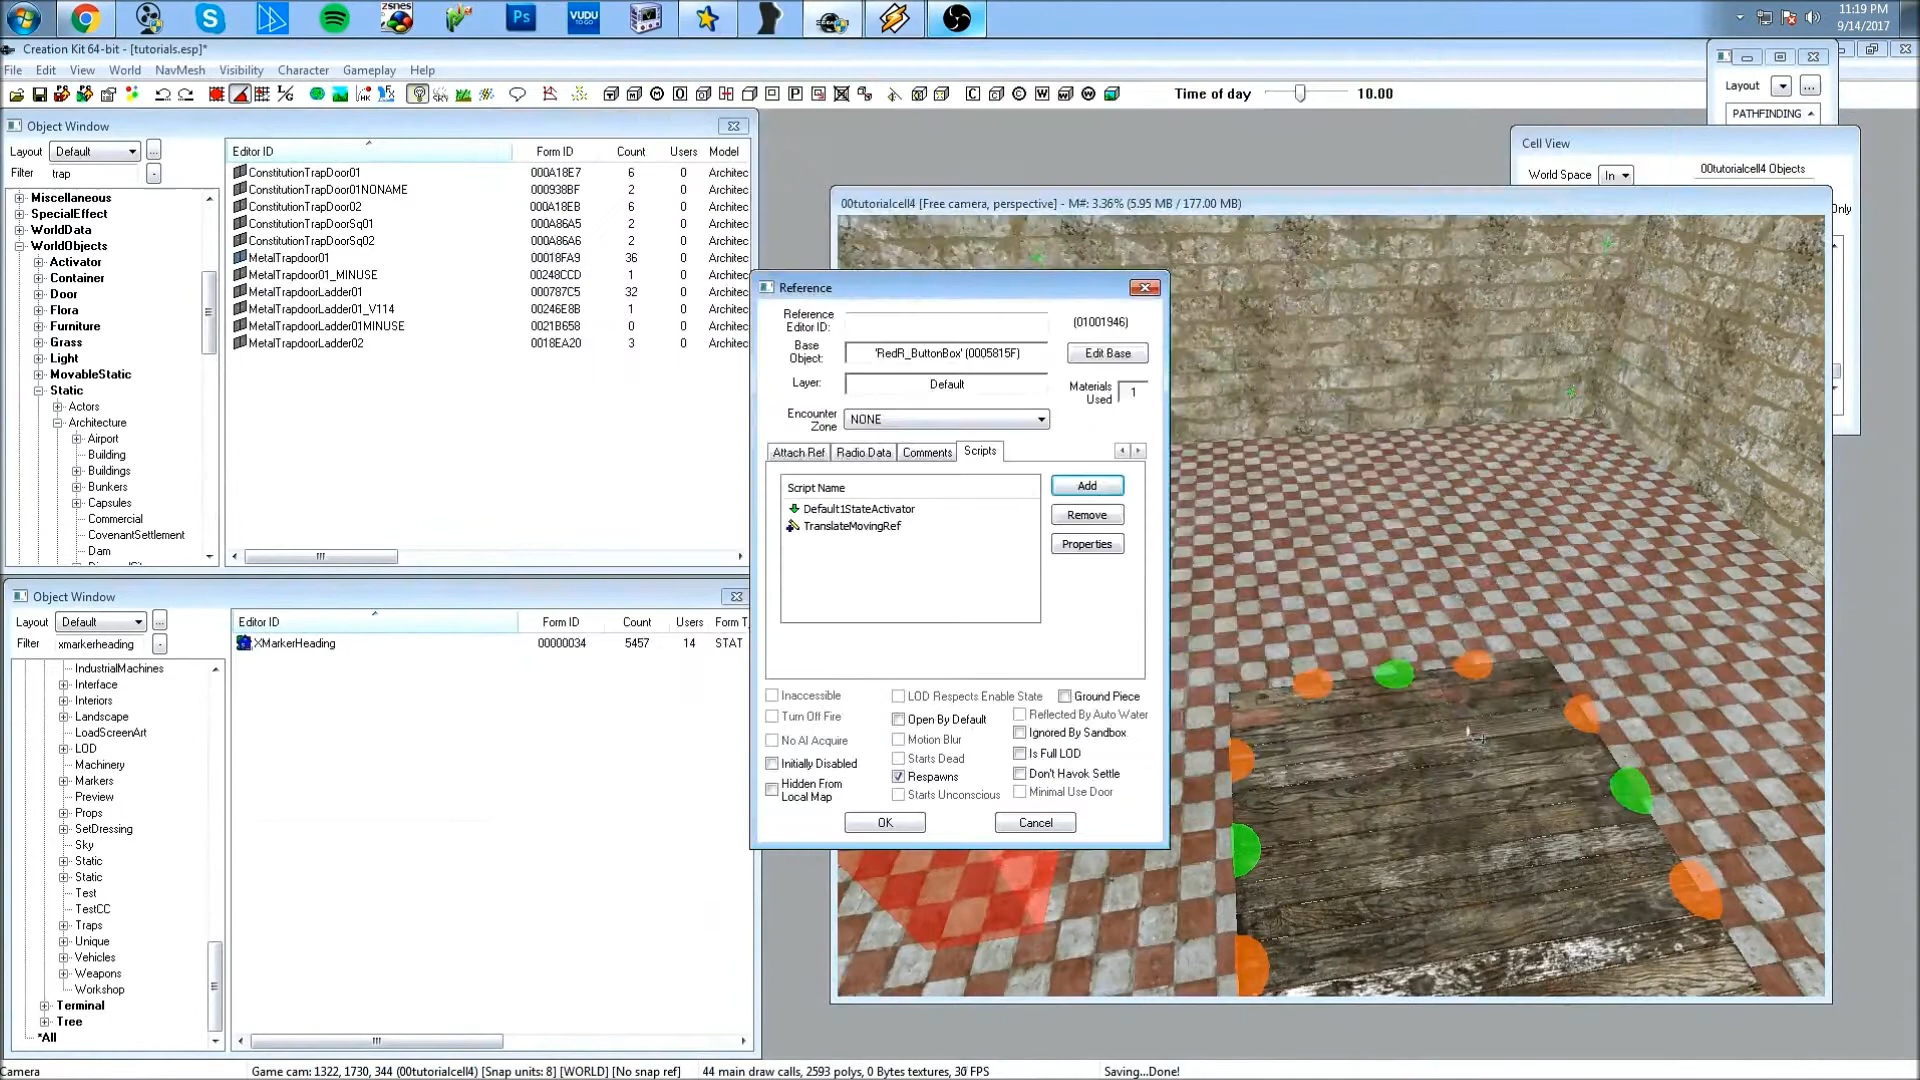 zsnes
Ps
VUDU
TO GO
11:19 PM
9/14/2017
Creation Kit 64-bit - [tutorials.esp]*
File Edit View World NavMesh Visibility Character Gameplay Help
Time of day 10.00
Layout
PATHFINDING
Object Window
Layout Default
Filter trap
Miscellaneous
SpecialEffect
WorldData
WorldObjects
Activator
Container
Door
Flora
Furniture
Grass
Light
MovableStatic
Static
Actors
Architecture
Airport
Building
Buildings
Bunkers
Capsules
Commercial
CovenantSettlement
Dam
Editor ID Form ID Count Users Model
ConstitutionTrapDoor01 000A18E7 6 0 Architec
ConstitutionTrapDoor01NONAME 000938BF 2 0 Architec
ConstitutionTrapDoor02 000A18EB 6 0 Architec
ConstitutionTrapDoorSq01 000A86A5 2 0 Architec
ConstitutionTrapDoorSq02 000A86A6 2 0 Architec
MetalTrapdoor01 00018FA9 36 0 Architec
MetalTrapdoor01_MINUSE 00248CCD 1 0 Architec
MetalTrapdoorLadder01 000787C5 32 0 Architec
MetalTrapdoorLadder01_V114 00246E8B 1 0 Architec
MetalTrapdoorLadder01MINUSE 0021B658 0 0 Architec
MetalTrapdoorLadder02 0018EA20 3 0 Architec
Cell View
World Space In
00tutorialcell4 Objects
Only
00tutorialcell4 [Free camera, perspective] - M#: 3.36% (5.95 MB / 177.00 MB)
Reference
Reference Editor ID: (01001946)
Base Object: 'RedR_ButtonBox' (0005815F) Edit Base
Layer: Default
Materials Used 1
Encounter Zone NONE
Attach Ref Radio Data Comments Scripts
Script Name
Default1StateActivator
TranslateMovingRef
Add
Remove
Properties
Inaccessible
Turn Off Fire
No AI Acquire
Initially Disabled
Hidden From Local Map
LOD Respects Enable State
Open By Default
Motion Blur
Starts Dead
Respawns
Starts Unconscious
Ground Piece
Reflected By Auto Water
Ignored By Sandbox
Is Full LOD
Don't Havok Settle
Minimal Use Door
OK Cancel
Object Window
Layout Default
Filter xmarkerheading
IndustrialMachines
Interface
Interiors
Landscape
LoadScreenArt
LOD
Machinery
Markers
Preview
Props
SetDressing
Sky
Static
Static
Test
TestCC
Traps
Unique
Vehicles
Weapons
Workshop
Terminal
Tree
*All
Editor ID Form ID Count Users Form T
XMarkerHeading 00000034 5457 14 STAT
Camera
Game cam: 1322, 1730, 344 (00tutorialcell4) [Snap units: 8] [WORLD] [No snap ref]
44 main draw calls, 2593 polys, 0 Bytes textures, 30 FPS
Saving...Done!